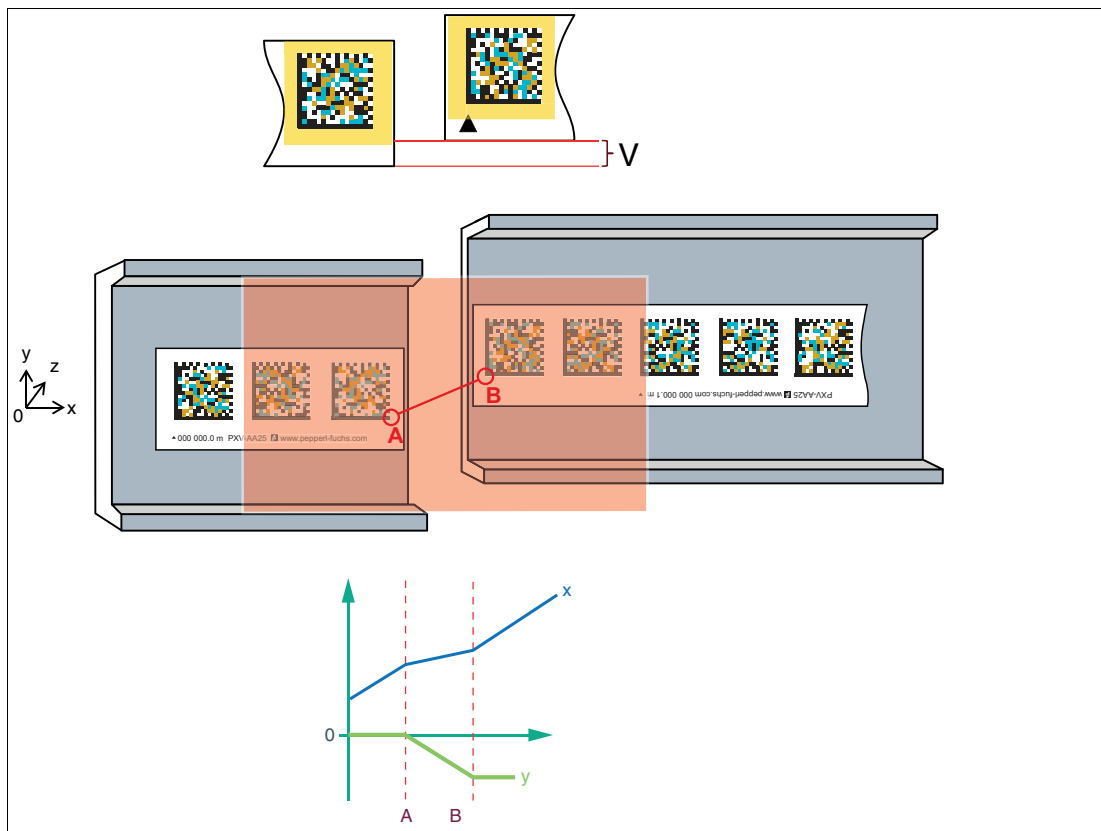 V
y
z
0
x
A
B
000 000.0 m PXV-AA25 www.pepperl-fuchs.com
PXV-AA25 www.pepperl-fuchs.com 000 000.1 m
x
0
y
A
B